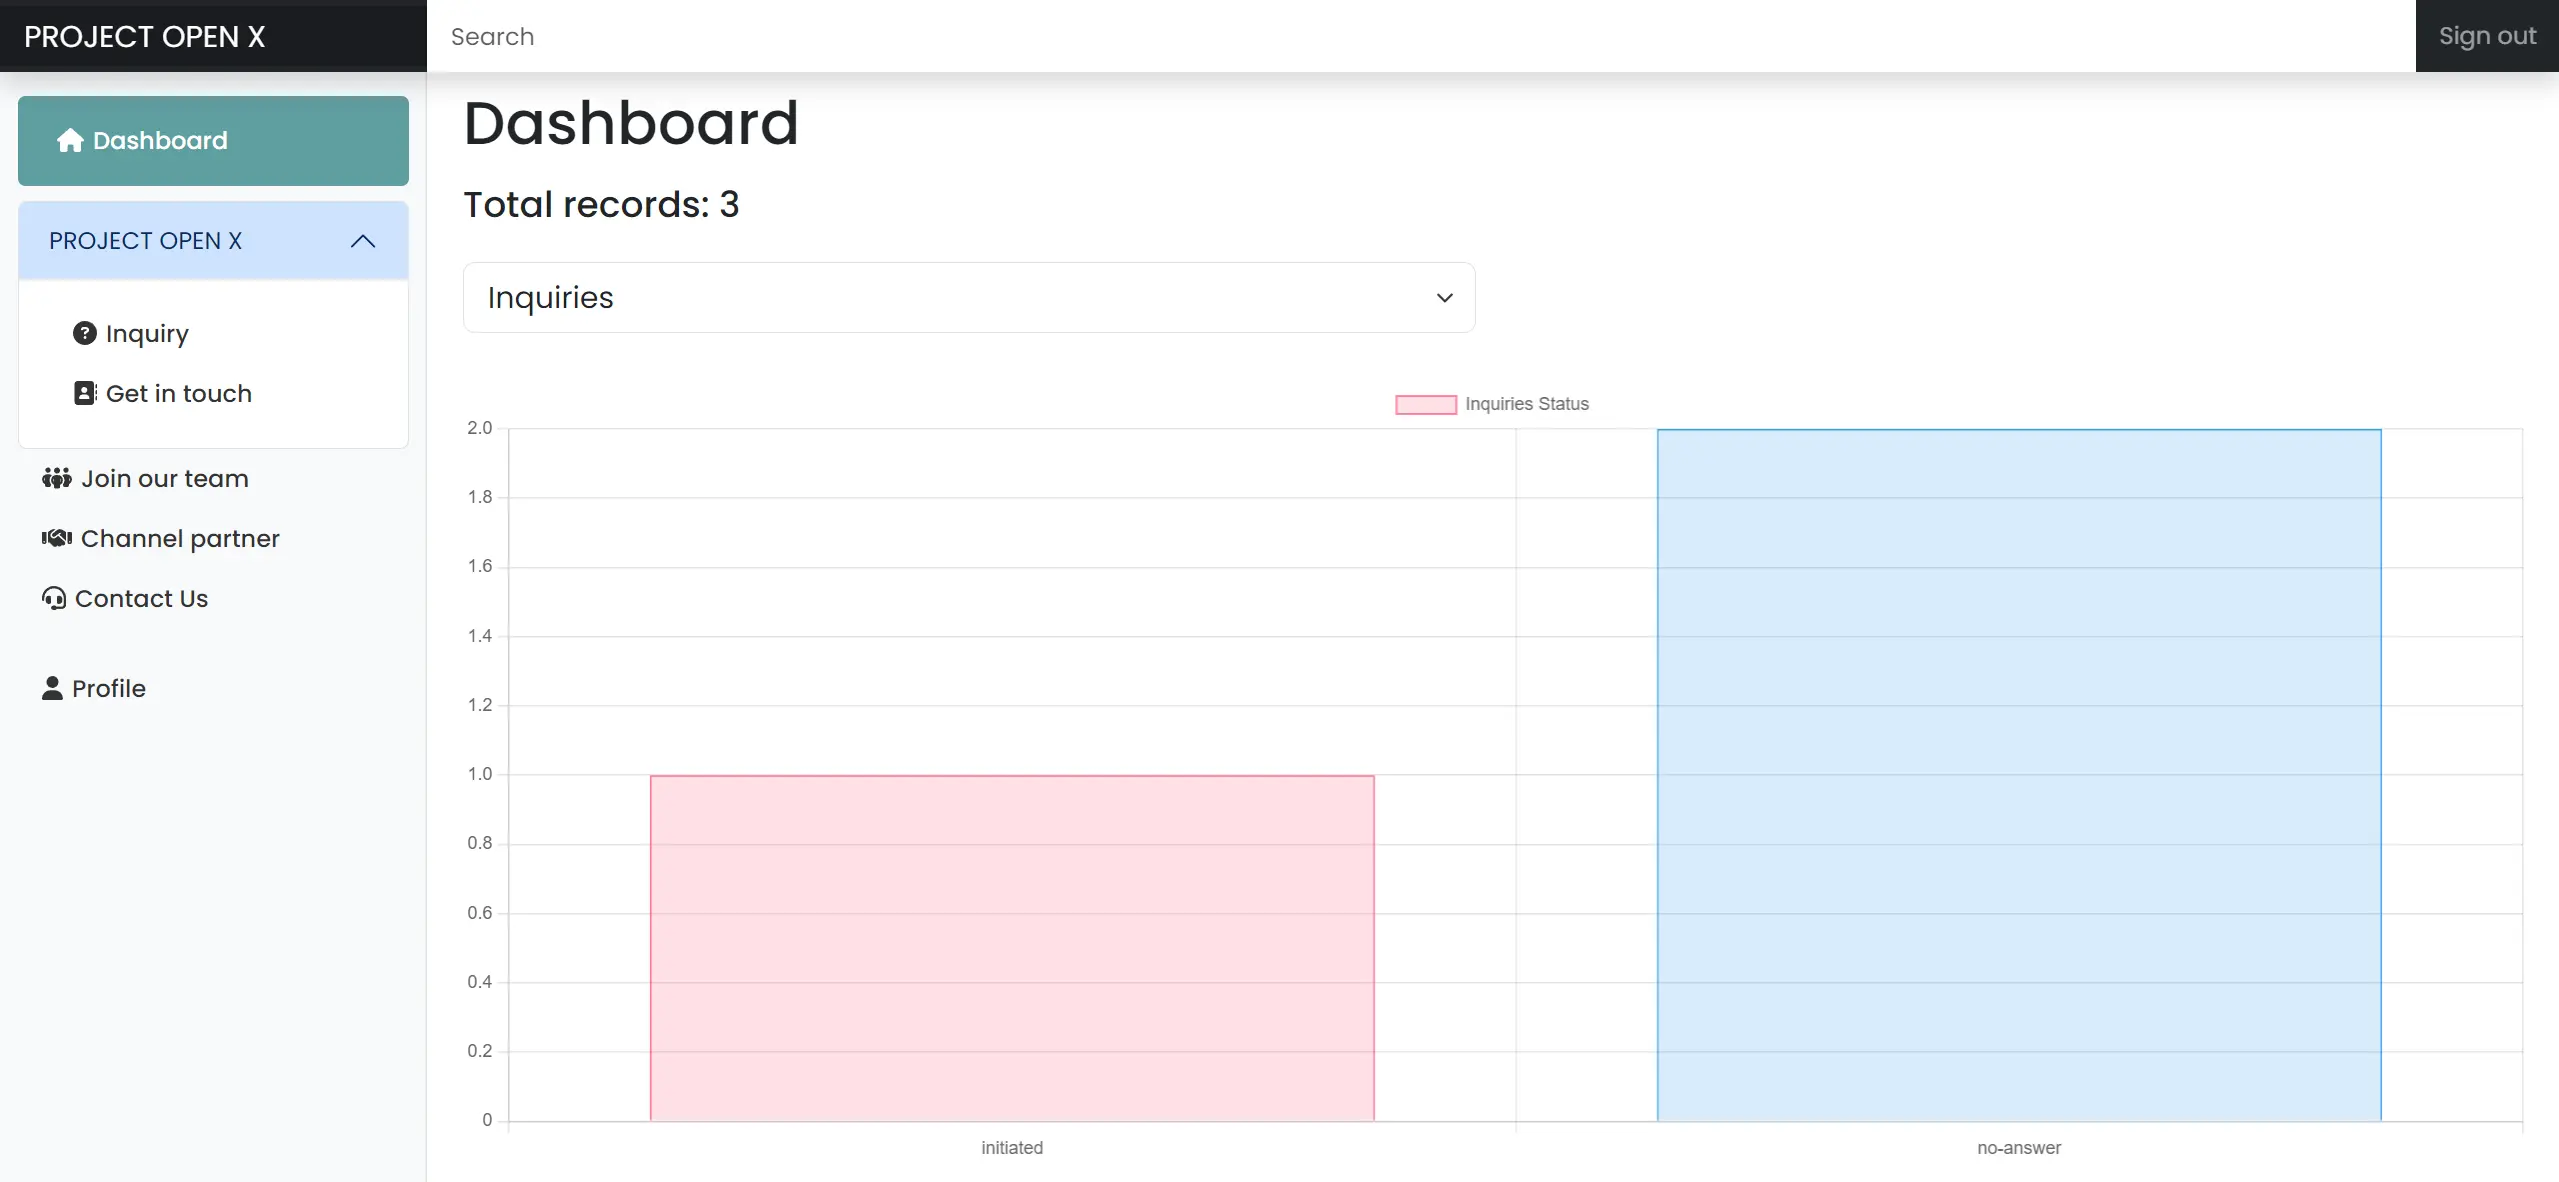 PROJECT OPEN X
Search
Sign out
Dashboard
PROJECT OPEN X
Inquiry
Get in touch
Join our team
Channel partner
Contact Us
Profile
Dashboard
Total records: 3
Inquiries
Inquiries Status
2.0
1.8
1.6
1.4
1.2
1.0
0.8
0.6
0.4
0.2
0
initiated
no-answer